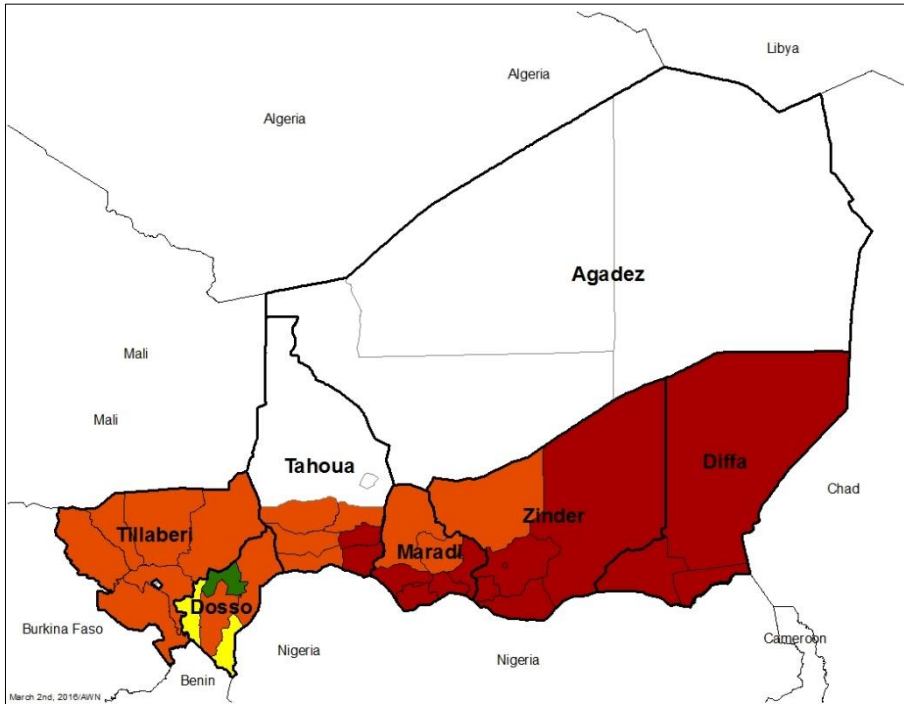 Libya
Algeria
Algeria
Agadez
Mali
Mali
Tahoua
Diffa
Chad
Zinder
Tillaberi
Maradi
Dosso
Burkina Faso
Cameroon
Nigeria
Nigeria
Benin
March 2nd, 2016/AWN